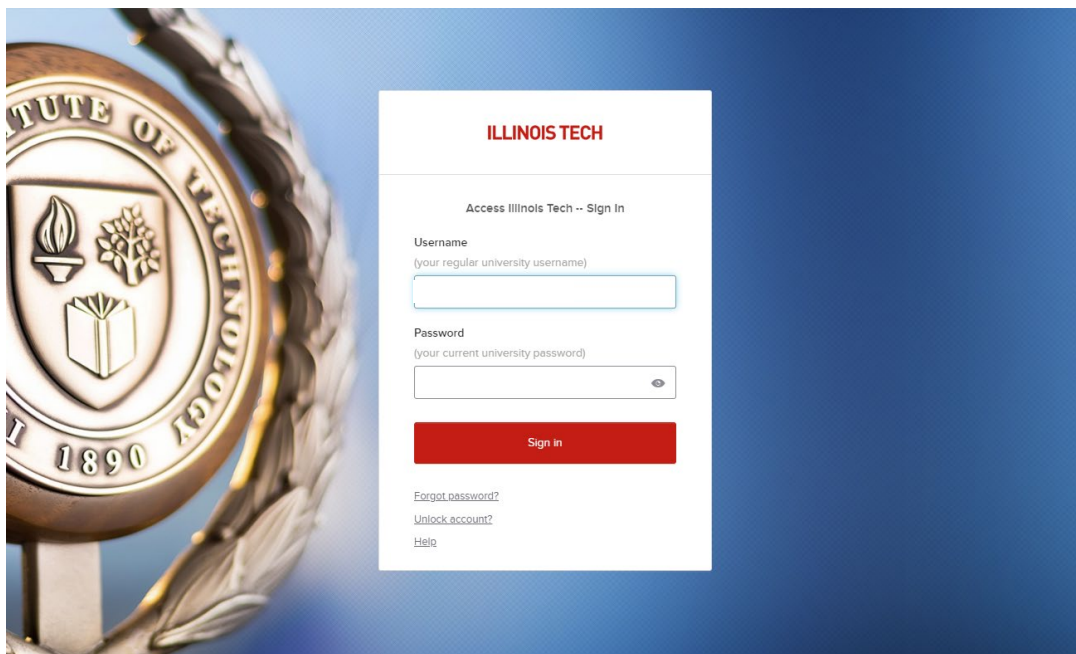 TUTE OF TECHNOLOGY
1890
ILLINOIS TECH
Access Illinois Tech -- Sign In
Username
(your regular university username)
Password
(your current university password)
Sign in
Forgot password?
Unlock account?
Help